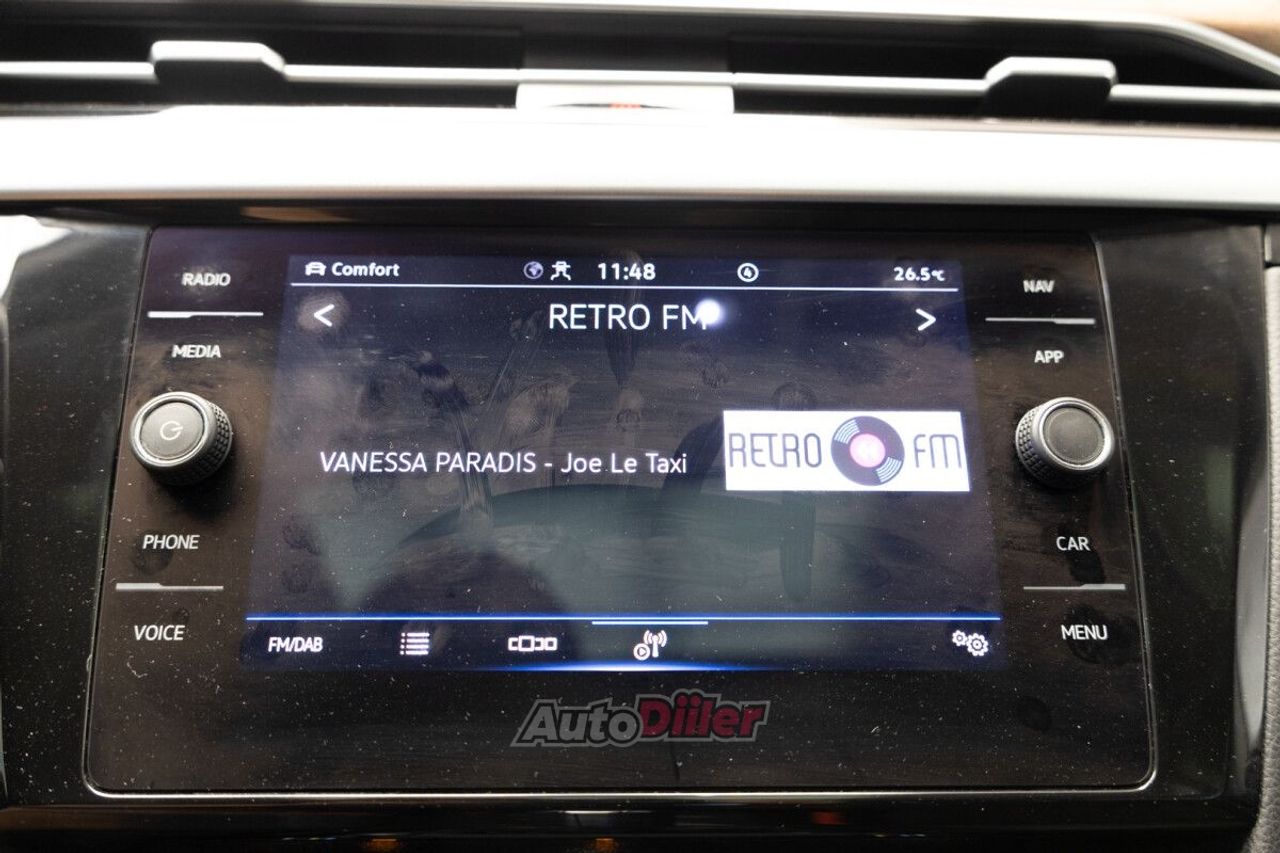 Comfort 11:48 4 26.5°C
RADIO
NAV
< RETRO FM >
MEDIA
APP
VANESSA PARADIS - Joe Le Taxi
RETRO FM
PHONE
CAR
VOICE
FM/DAB
MENU
AutoDiiler